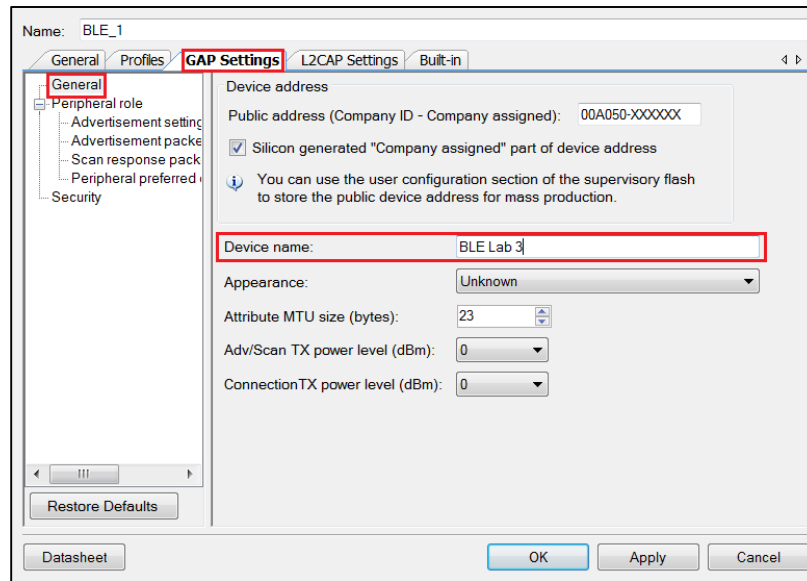 Name: BLE_1
General Profiles GAP Settings L2CAP Settings Built-in
General
Peripheral role
Advertisement setting
Advertisement packe
Scan response pack
Peripheral preferred
Security
Restore Defaults
Device address
Public address (Company ID - Company assigned): 00A050-XXXXXX
Silicon generated "Company assigned" part of device address
You can use the user configuration section of the supervisory flash
to store the public device address for mass production.
Device name: BLE Lab 3
Appearance: Unknown
Attribute MTU size (bytes): 23
Adv/Scan TX power level (dBm): 0
ConnectionTX power level (dBm): 0
Datasheet OK Apply Cancel